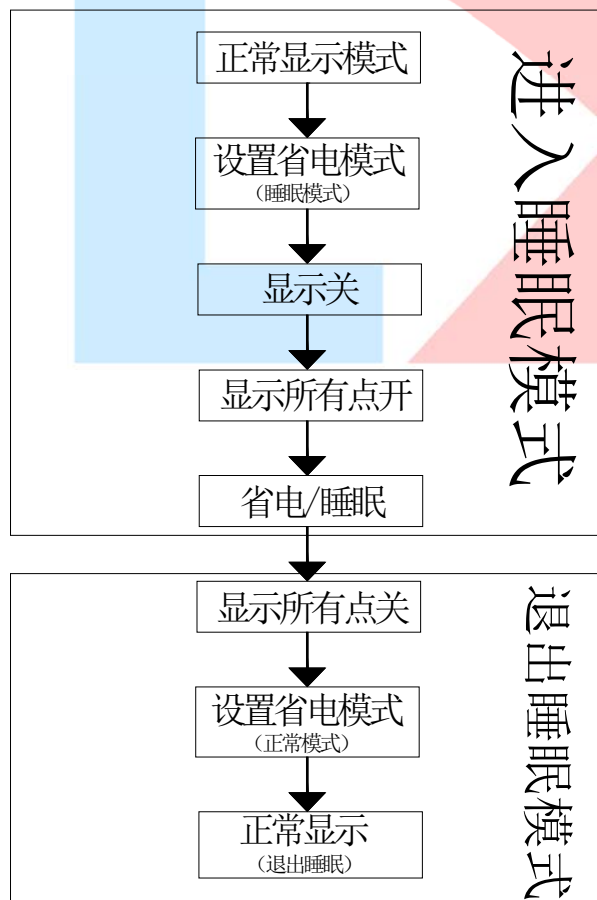 正常显示模式
设置省电模式
（睡眠模式）
显示关
显示所有点开
省电/睡眠
进入睡眠模式
显示所有点关
设置省电模式
（正常模式）
正常显示
（退出睡眠）
退出睡眠模式